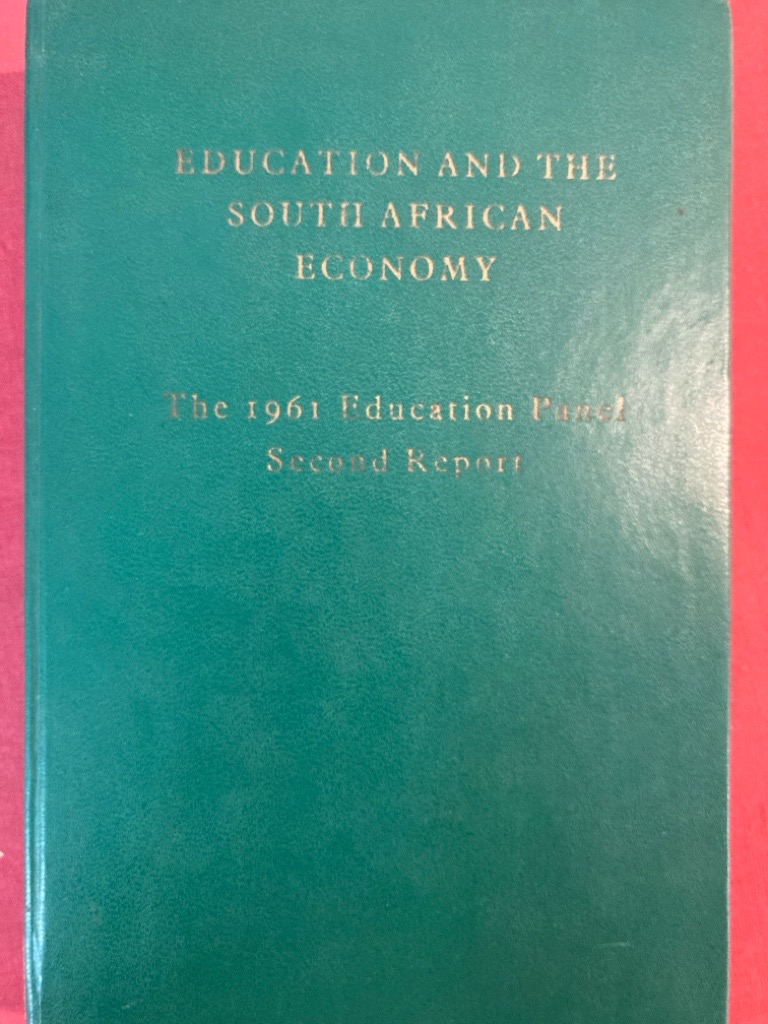 EDUCATION AND THE
SOUTH AFRICAN
ECONOMY
The 1961 Education Panel
Second Report